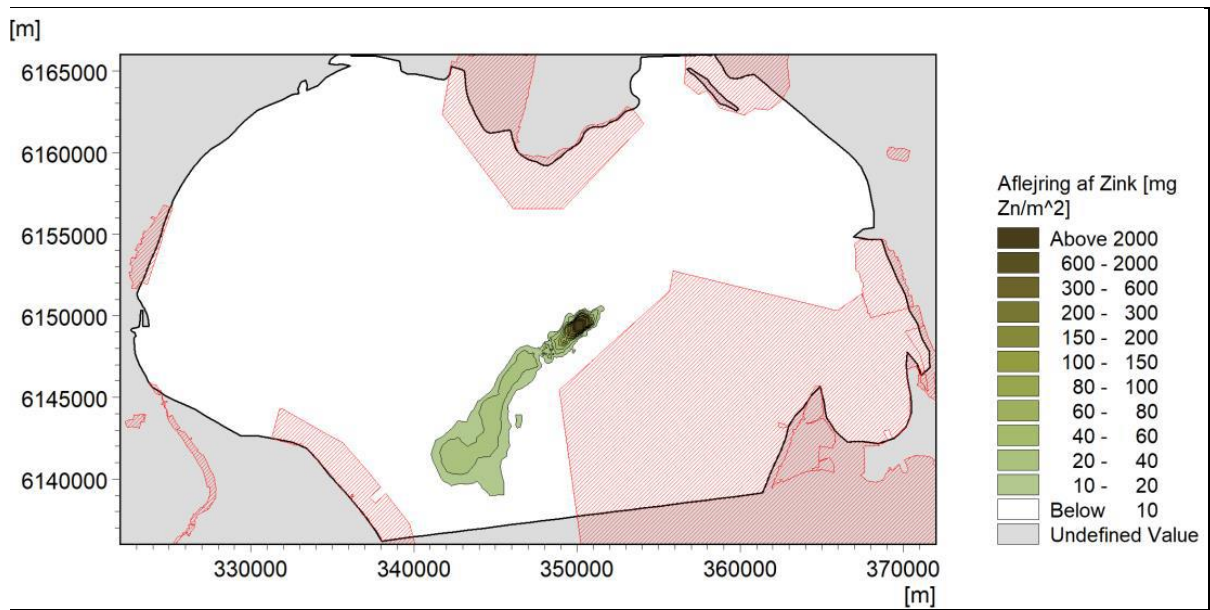 [m]
6165000
6160000
6155000
6150000
6145000
6140000
330000 340000 350000 360000 370000
[m]
Aflejring af Zink [mg
Zn/m^2]
Above 2000
600 - 2000
300 - 600
200 - 300
150 - 200
100 - 150
80 - 100
60 - 80
40 - 60
20 - 40
10 - 20
Below 10
Undefined Value